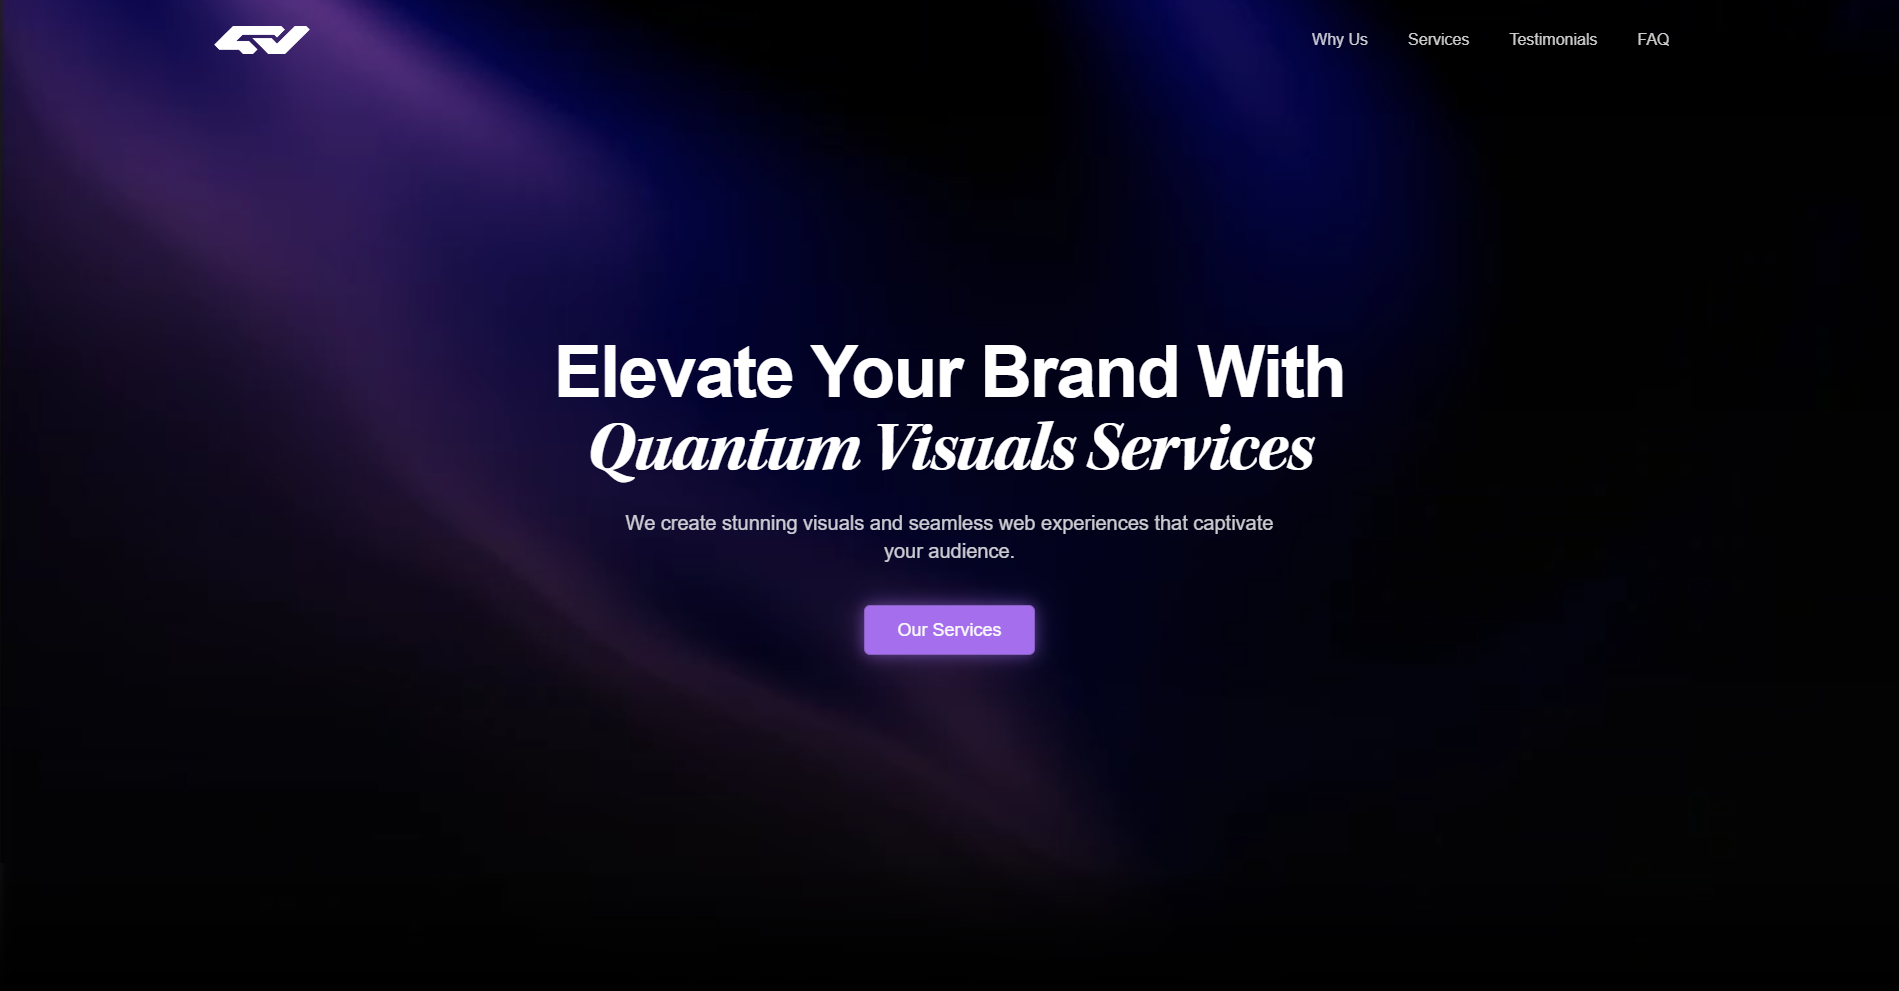 Why Us
Services
Testimonials
FAQ
Elevate Your Brand With
Quantum Visuals Services
We create stunning visuals and seamless web experiences that captivate
your audience.
Our Services